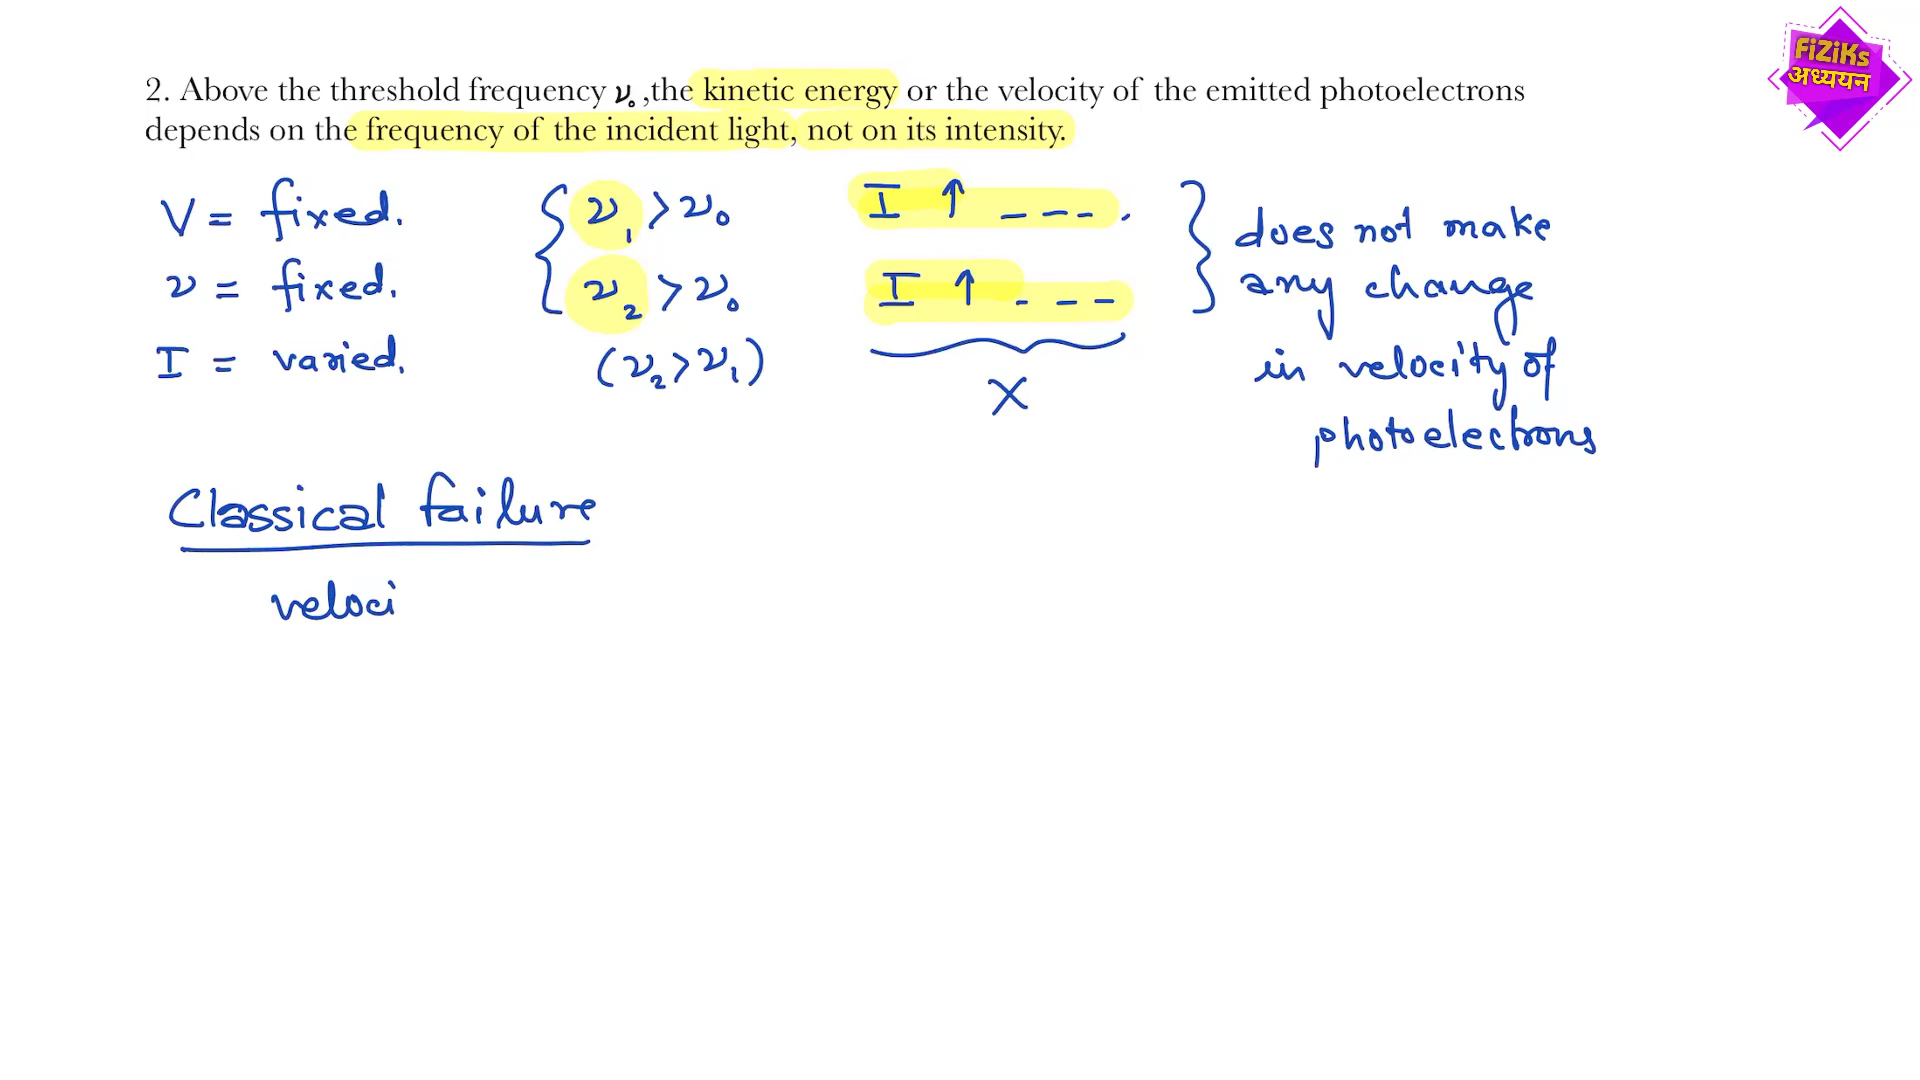 2. Above the threshold frequency ν₀ ,the kinetic energy or the velocity of the emitted photoelectrons
depends on the frequency of the incident light, not on its intensity.
FiZiKs
अध्ययन
V = fixed.
ν = fixed.
I = varied.
ν₁ > ν₀
ν₂ > ν₀
(ν₂ > ν₁)
I ↑ _ _ _ .
I ↑ _ _ _
X
does not make
any change
in velocity of
photoelectrons
Classical failure
veloci